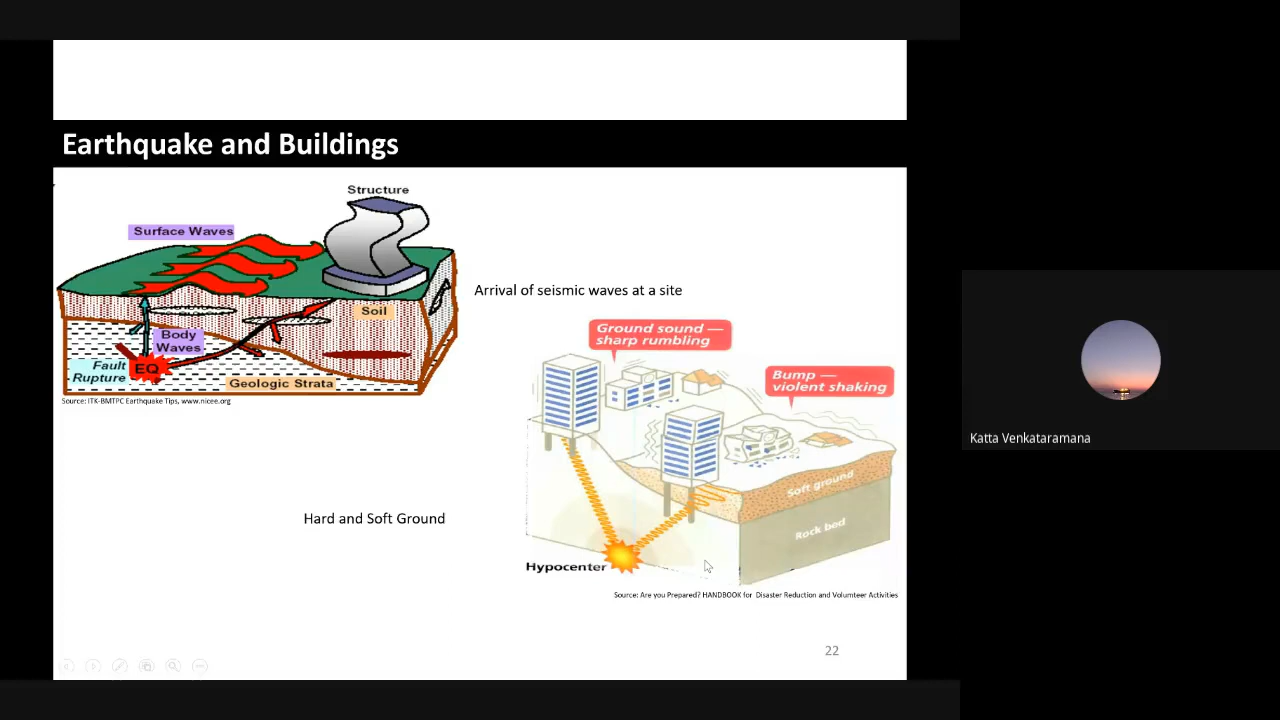 Earthquake and Buildings
Structure
Surface Waves
Soil
Body
Waves
Fault
Rupture
EQ
Geologic Strata
Source: ITK-BMTPC Earthquake Tips, www.nicee.org
Arrival of seismic waves at a site
Ground sound —
sharp rumbling
Bump —
violent shaking
Soft ground
Rock bed
Hypocenter
Hard and Soft Ground
Source: Are you Prepared? HANDBOOK for Disaster Reduction and Volumteer Activities
22
Katta Venkataramana